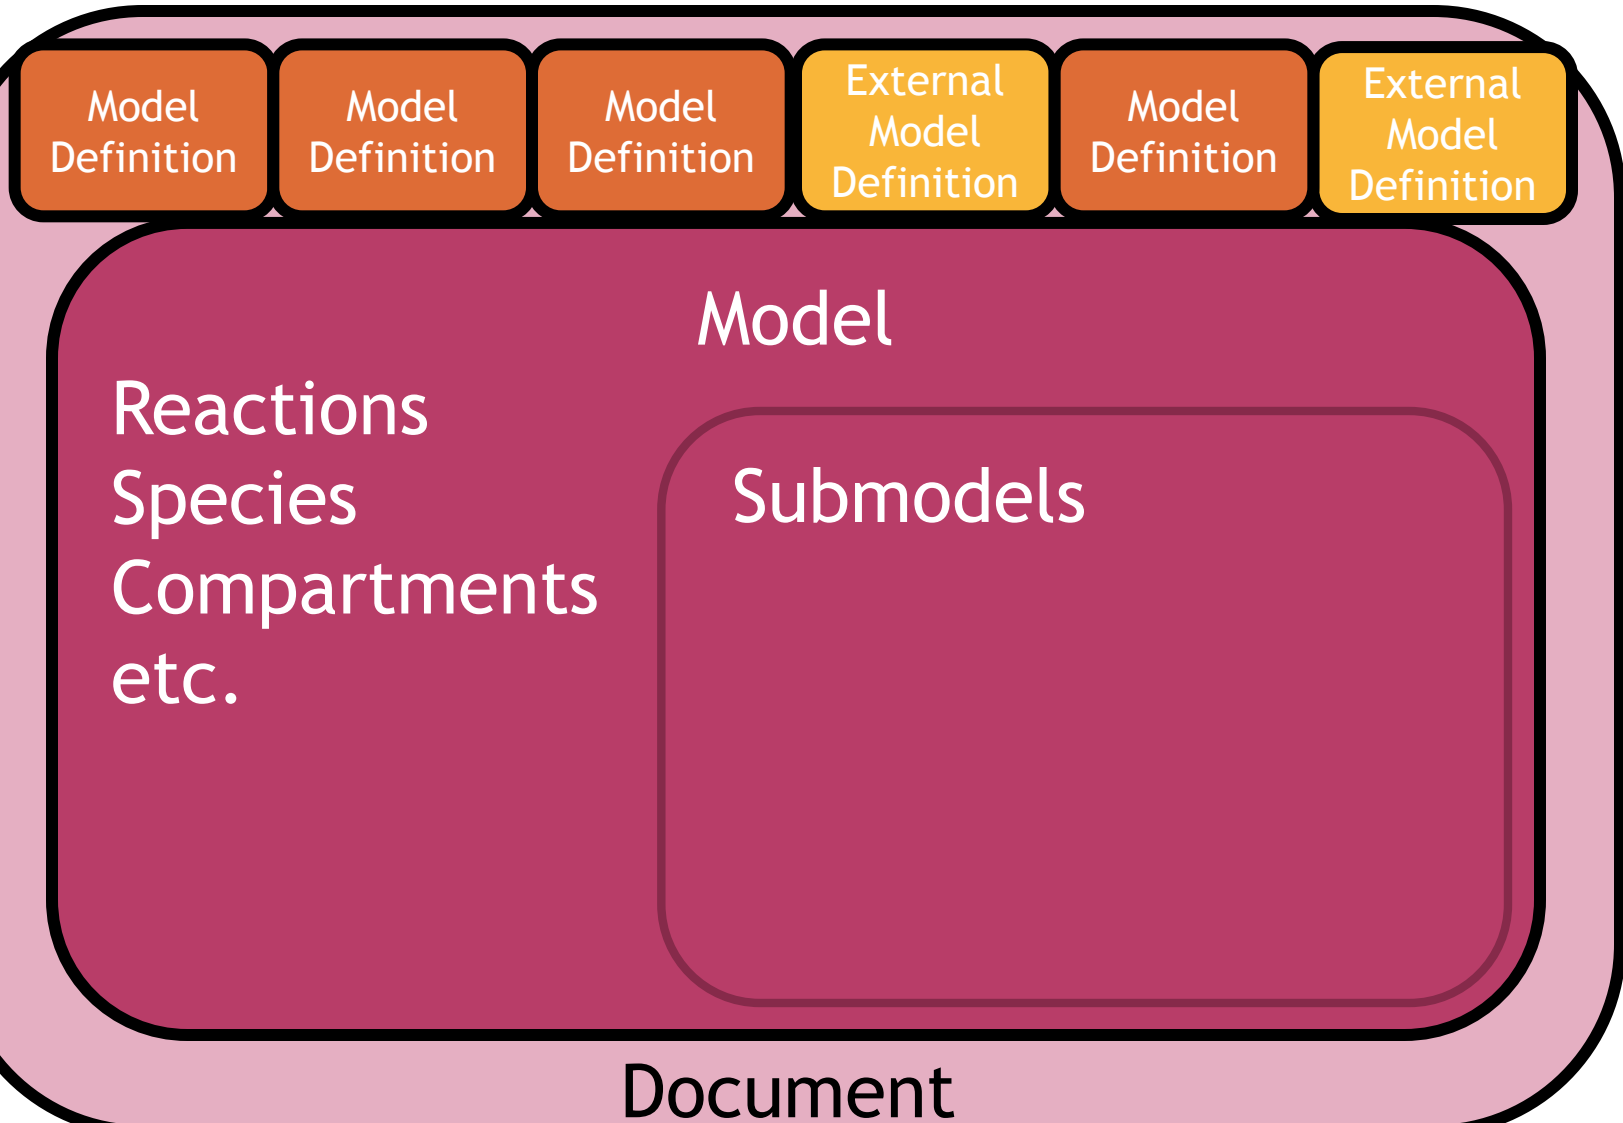 Model
Definition
Model
Definition
Model
Definition
External
Model
Definition
Model
Definition
External
Model
Definition
Model
Reactions
Species
Compartments
etc.
Submodels
Document